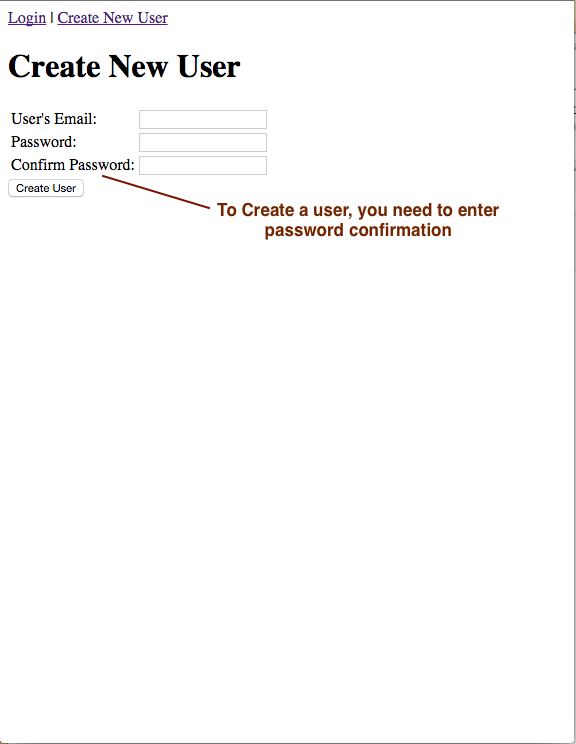 Login | Create New User
Create New User
User's Email:
Password:
Confirm Password:
Create User
To Create a user, you need to enter
password confirmation